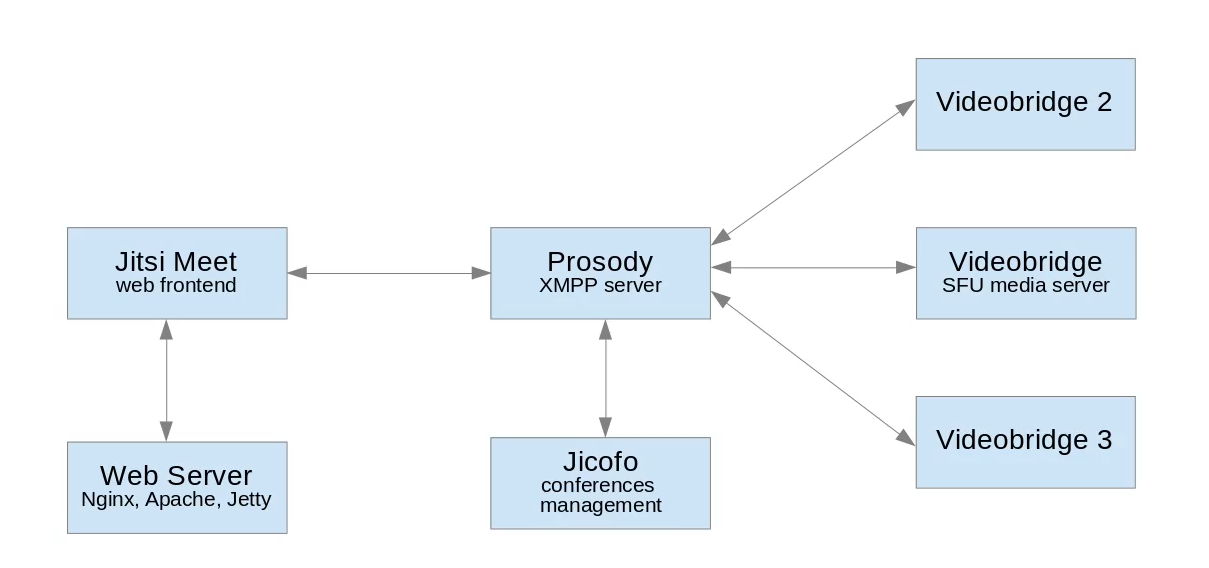 Videobridge 2
Jitsi Meet
web frontend
Prosody
XMPP server
Videobridge
SFU media server
Web Server
Nginx, Apache, Jetty
Jicofo
conferences
management
Videobridge 3